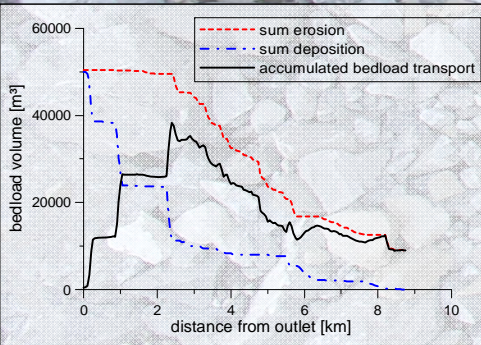 sum erosion
sum deposition
accumulated bedload transport
60000
40000
20000
0
bedload volume [m³]
0 2 4 6 8 10
distance from outlet [km]